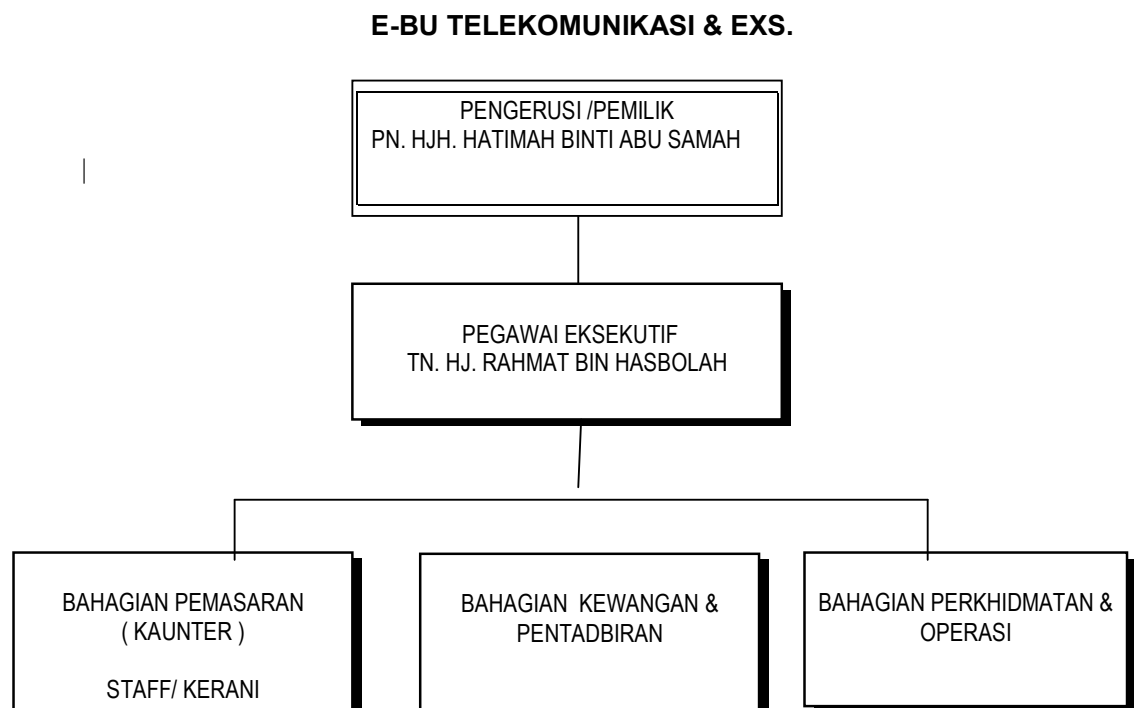 E-BU TELEKOMUNIKASI & EXS.
PENGERUSI /PEMILIK
PN. HJH. HATIMAH BINTI ABU SAMAH
PEGAWAI EKSEKUTIF
TN. HJ. RAHMAT BIN HASBOLAH
BAHAGIAN PEMASARAN
( KAUNTER )
STAFF/ KERANI
BAHAGIAN KEWANGAN &
PENTADBIRAN
BAHAGIAN PERKHIDMATAN &
OPERASI